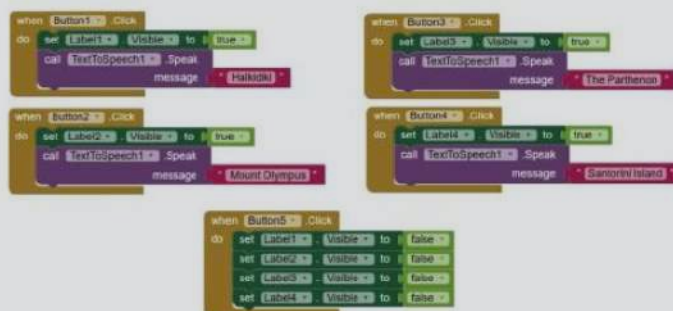 when Button1 .Click
do set Label1 . Visible to true
call TextToSpeech1 .Speak
message " Halkidiki "
when Button2 .Click
do set Label2 . Visible to true
call TextToSpeech1 .Speak
message " Mount Olympus "
when Button3 .Click
do set Label3 . Visible to true
call TextToSpeech1 .Speak
message " The Parthenon "
when Button4 .Click
do set Label4 . Visible to true
call TextToSpeech1 .Speak
message " Santorini Island "
when Button5 .Click
do set Label1 . Visible to false
set Label2 . Visible to false
set Label3 . Visible to false
set Label4 . Visible to false